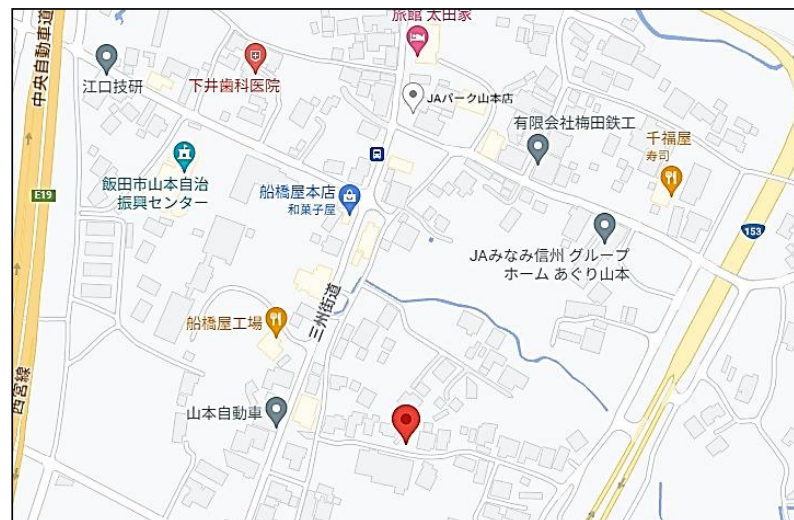 中央自動車道
旅館 太田家
江口技研
下井歯科医院
JAパーク山本店
有限会社梅田鉄工
千福屋
寿司
飯田市山本自治
振興センター
船橋屋本店
和菓子屋
E19
153
JAみなみ信州 グループ
ホーム あぐり山本
三州街道
船橋屋工場
西宮線
山本自動車